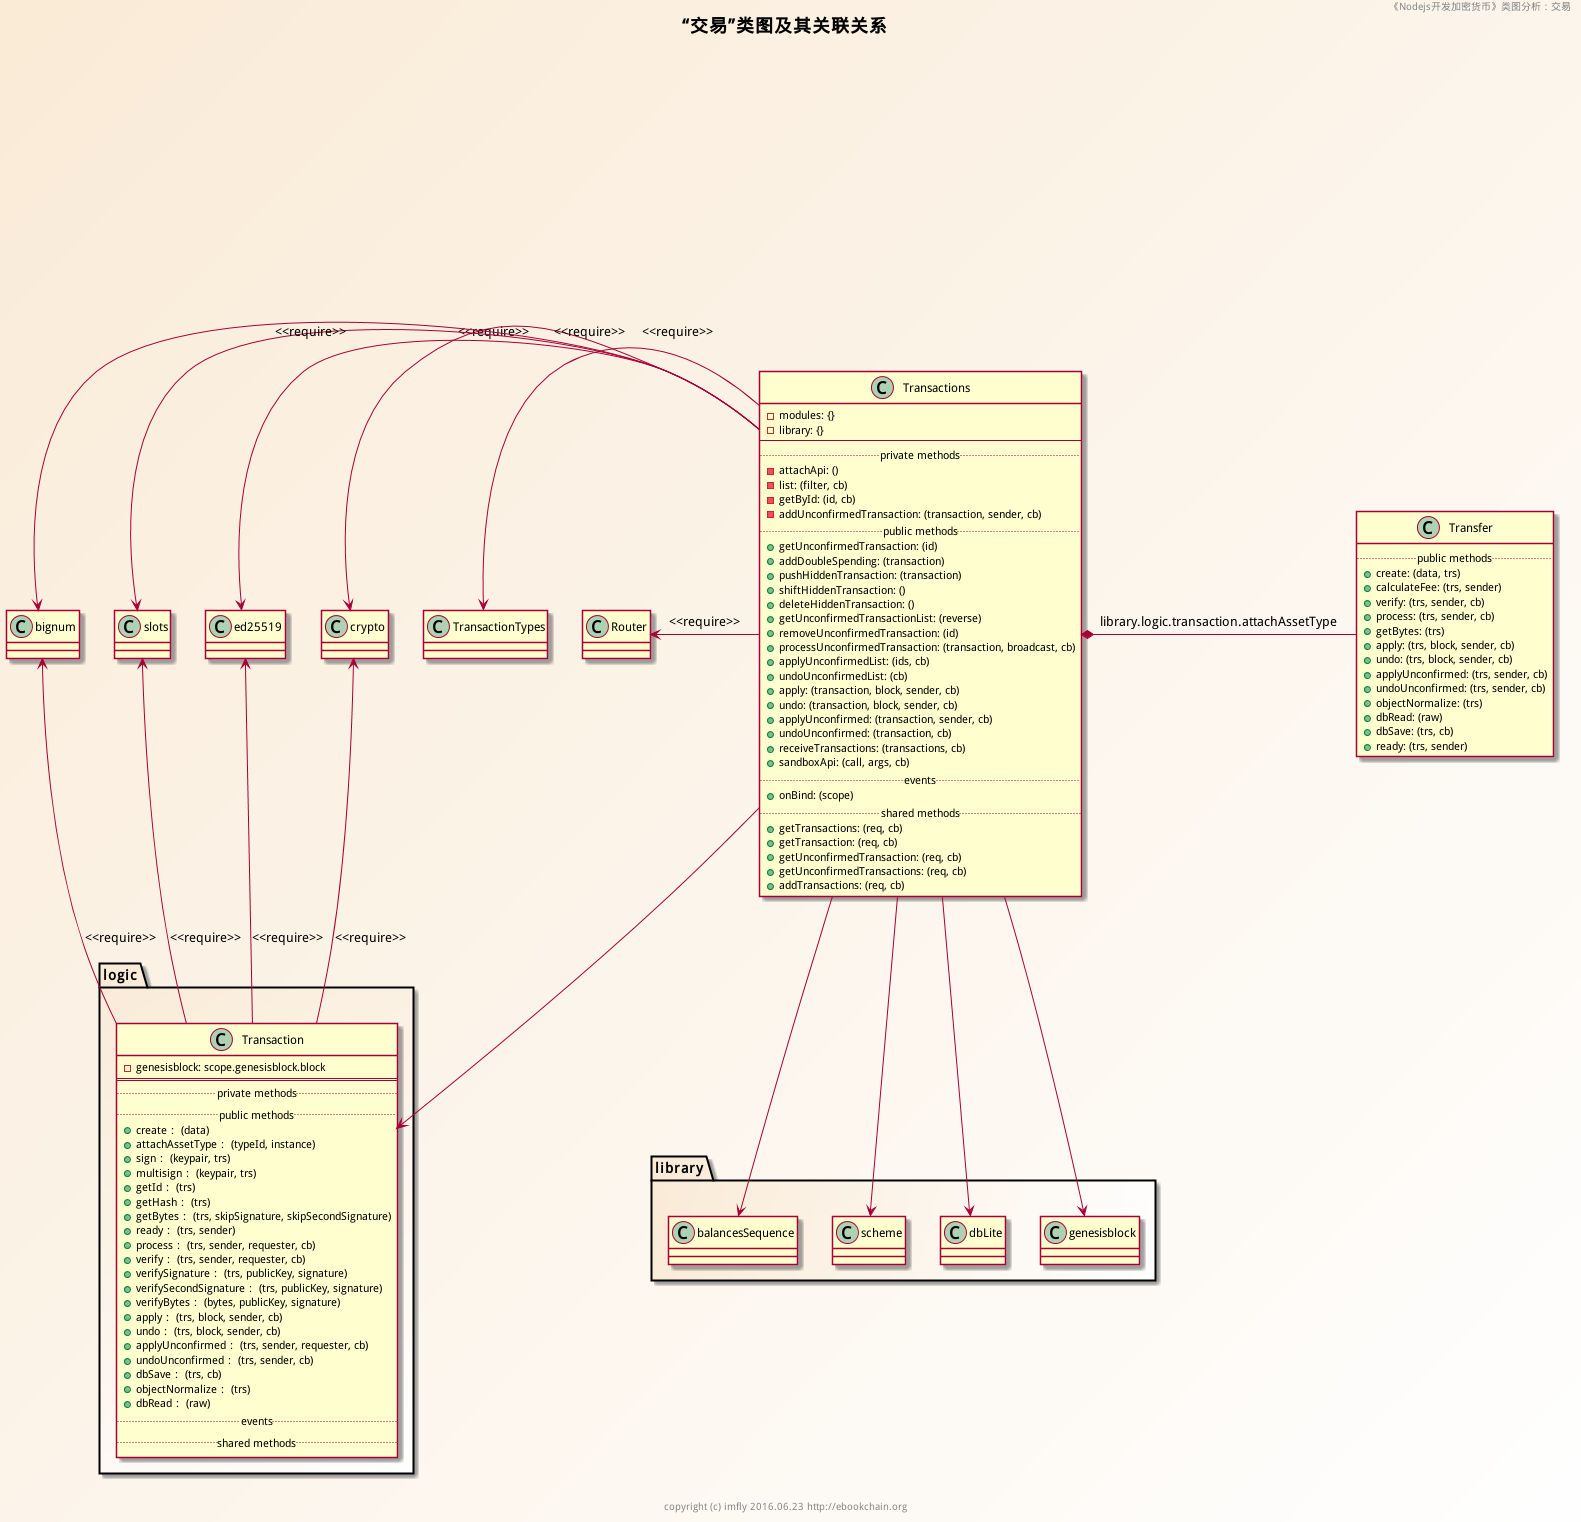 《Nodejs开发加密货币》类图分析：交易
“交易”类图及其关联关系
<<require>>
<<require>>
<<require>>
<<require>>
C Transactions
modules: {}
library: {}
private methods
attachApi: ()
list: (filter, cb)
getById: (id, cb)
addUnconfirmedTransaction: (transaction, sender, cb)
public methods
getUnconfirmedTransaction: (id)
addDoubleSpending: (transaction)
pushHiddenTransaction: (transaction)
shiftHiddenTransaction: ()
deleteHiddenTransaction: ()
getUnconfirmedTransactionList: (reverse)
removeUnconfirmedTransaction: (id)
processUnconfirmedTransaction: (transaction, broadcast, cb)
applyUnconfirmedList: (ids, cb)
undoUnconfirmedList: (cb)
apply: (transaction, block, sender, cb)
undo: (transaction, block, sender, cb)
applyUnconfirmed: (transaction, sender, cb)
undoUnconfirmed: (transaction, cb)
receiveTransactions: (transactions, cb)
sandboxApi: (call, args, cb)
events
onBind: (scope)
shared methods
getTransactions: (req, cb)
getTransaction: (req, cb)
getUnconfirmedTransaction: (req, cb)
getUnconfirmedTransactions: (req, cb)
addTransactions: (req, cb)
C Transfer
public methods
create: (data, trs)
calculateFee: (trs, sender)
verify: (trs, sender, cb)
process: (trs, sender, cb)
getBytes: (trs)
apply: (trs, block, sender, cb)
undo: (trs, block, sender, cb)
applyUnconfirmed: (trs, sender, cb)
undoUnconfirmed: (trs, sender, cb)
objectNormalize: (trs)
dbRead: (raw)
dbSave: (trs, cb)
ready: (trs, sender)
library.logic.transaction.attachAssetType
<<require>>
C bignum
C slots
C ed25519
C crypto
C TransactionTypes
C Router
<<require>>
<<require>>
<<require>>
<<require>>
logic
C Transaction
genesisblock: scope.genesisblock.block
private methods
public methods
create： (data)
attachAssetType： (typeId, instance)
sign： (keypair, trs)
multisign： (keypair, trs)
getId： (trs)
getHash： (trs)
getBytes： (trs, skipSignature, skipSecondSignature)
ready： (trs, sender)
process： (trs, sender, requester, cb)
verify： (trs, sender, requester, cb)
verifySignature： (trs, publicKey, signature)
verifySecondSignature： (trs, publicKey, signature)
verifyBytes： (bytes, publicKey, signature)
apply： (trs, block, sender, cb)
undo： (trs, block, sender, cb)
applyUnconfirmed： (trs, sender, requester, cb)
undoUnconfirmed： (trs, sender, cb)
dbSave： (trs, cb)
objectNormalize： (trs)
dbRead： (raw)
events
shared methods
library
C balancesSequence
C scheme
C dbLite
C genesisblock
copyright (c) imfly 2016.06.23 http://ebookchain.org